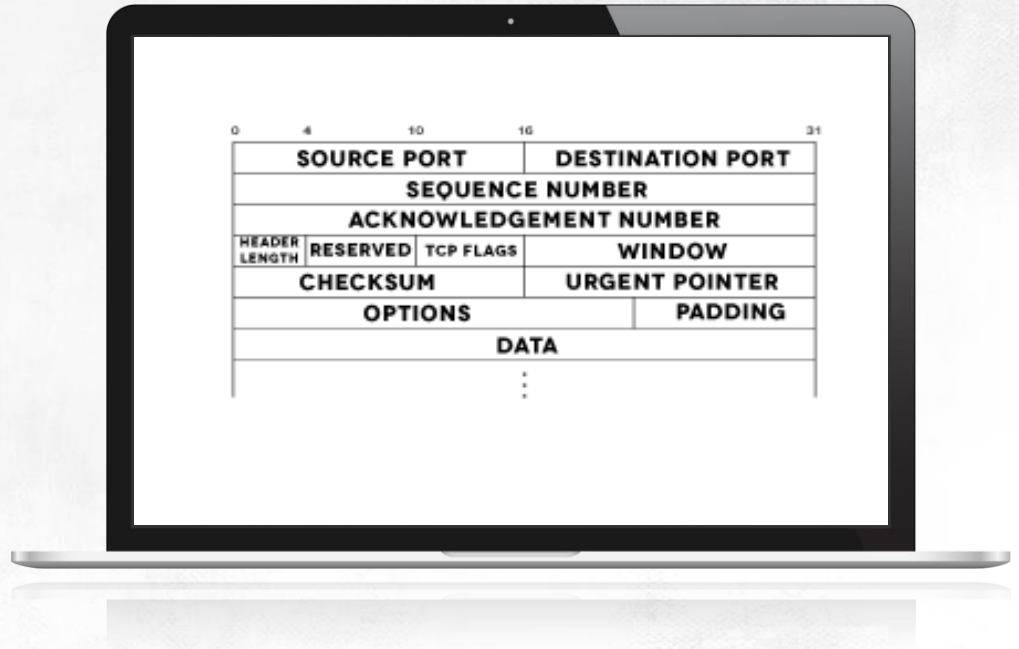 0 4 10 16 31
SOURCE PORT DESTINATION PORT
SEQUENCE NUMBER
ACKNOWLEDGEMENT NUMBER
HEADER LENGTH RESERVED TCP FLAGS WINDOW
CHECKSUM URGENT POINTER
OPTIONS PADDING
DATA